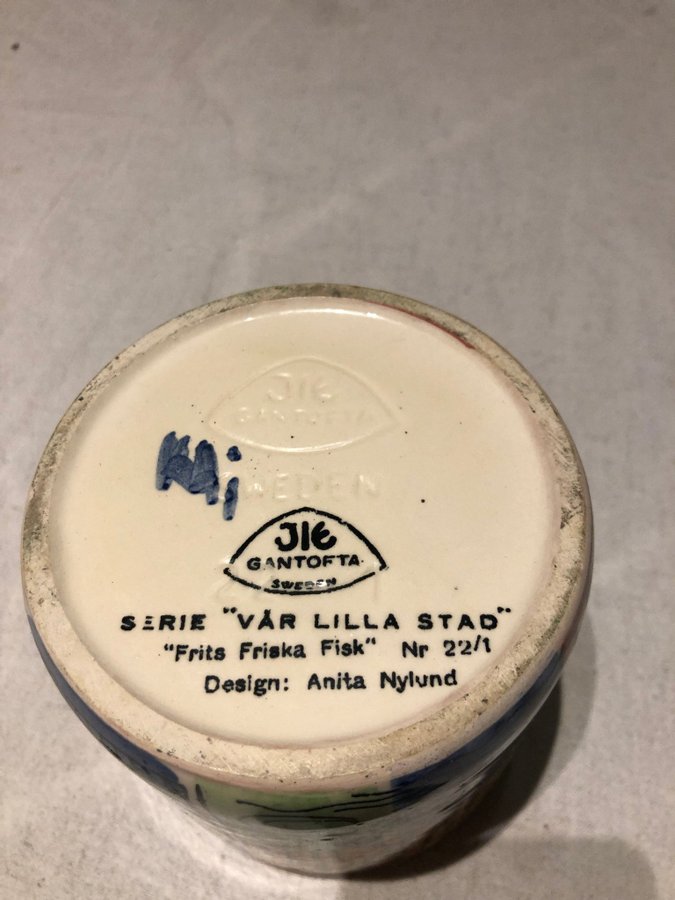 JIE
GANTOFTA
SWEDEN
JIE
GANTOFTA
SWEDEN
SERIE "VÅR LILLA STAD"
"Frits Friska Fisk" Nr 22/1
Design: Anita Nylund